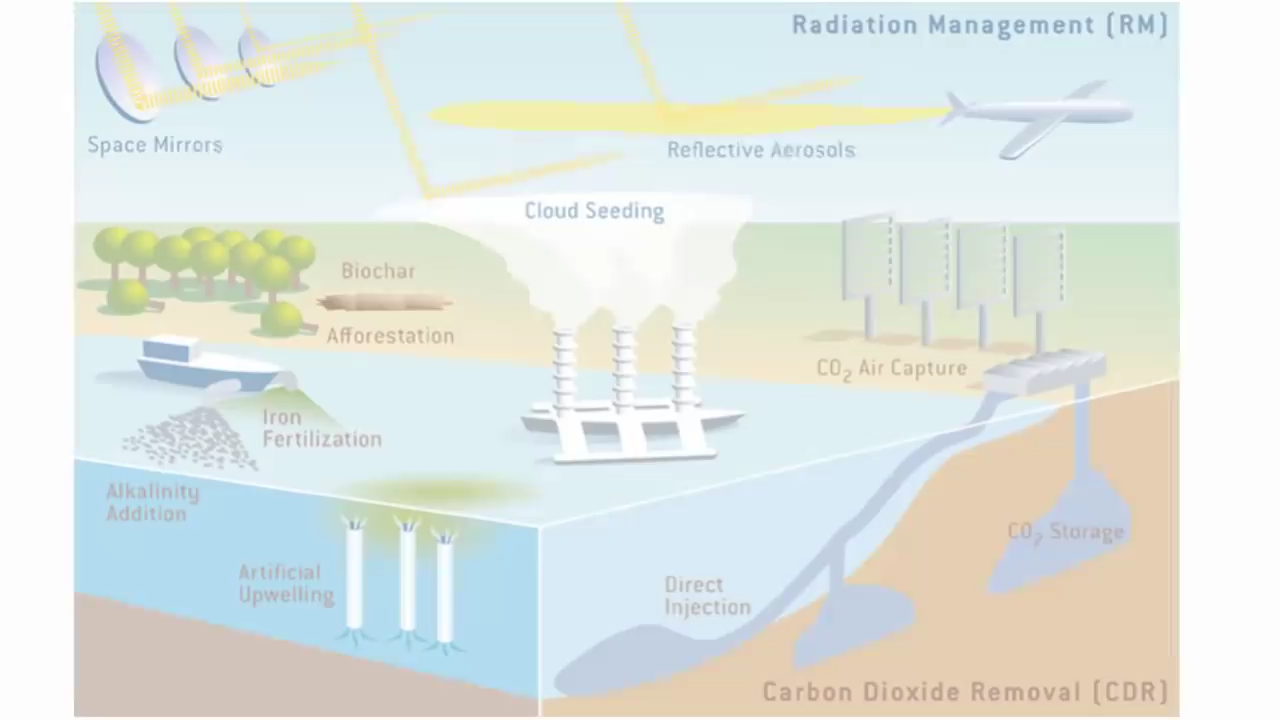 Radiation Management (RM)
Space Mirrors
Reflective Aerosols
Cloud Seeding
Biochar
Afforestation
CO₂ Air Capture
Iron
Fertilization
Alkalinity
Addition
CO₂ Storage
Artificial
Upwelling
Direct
Injection
Carbon Dioxide Removal (CDR)